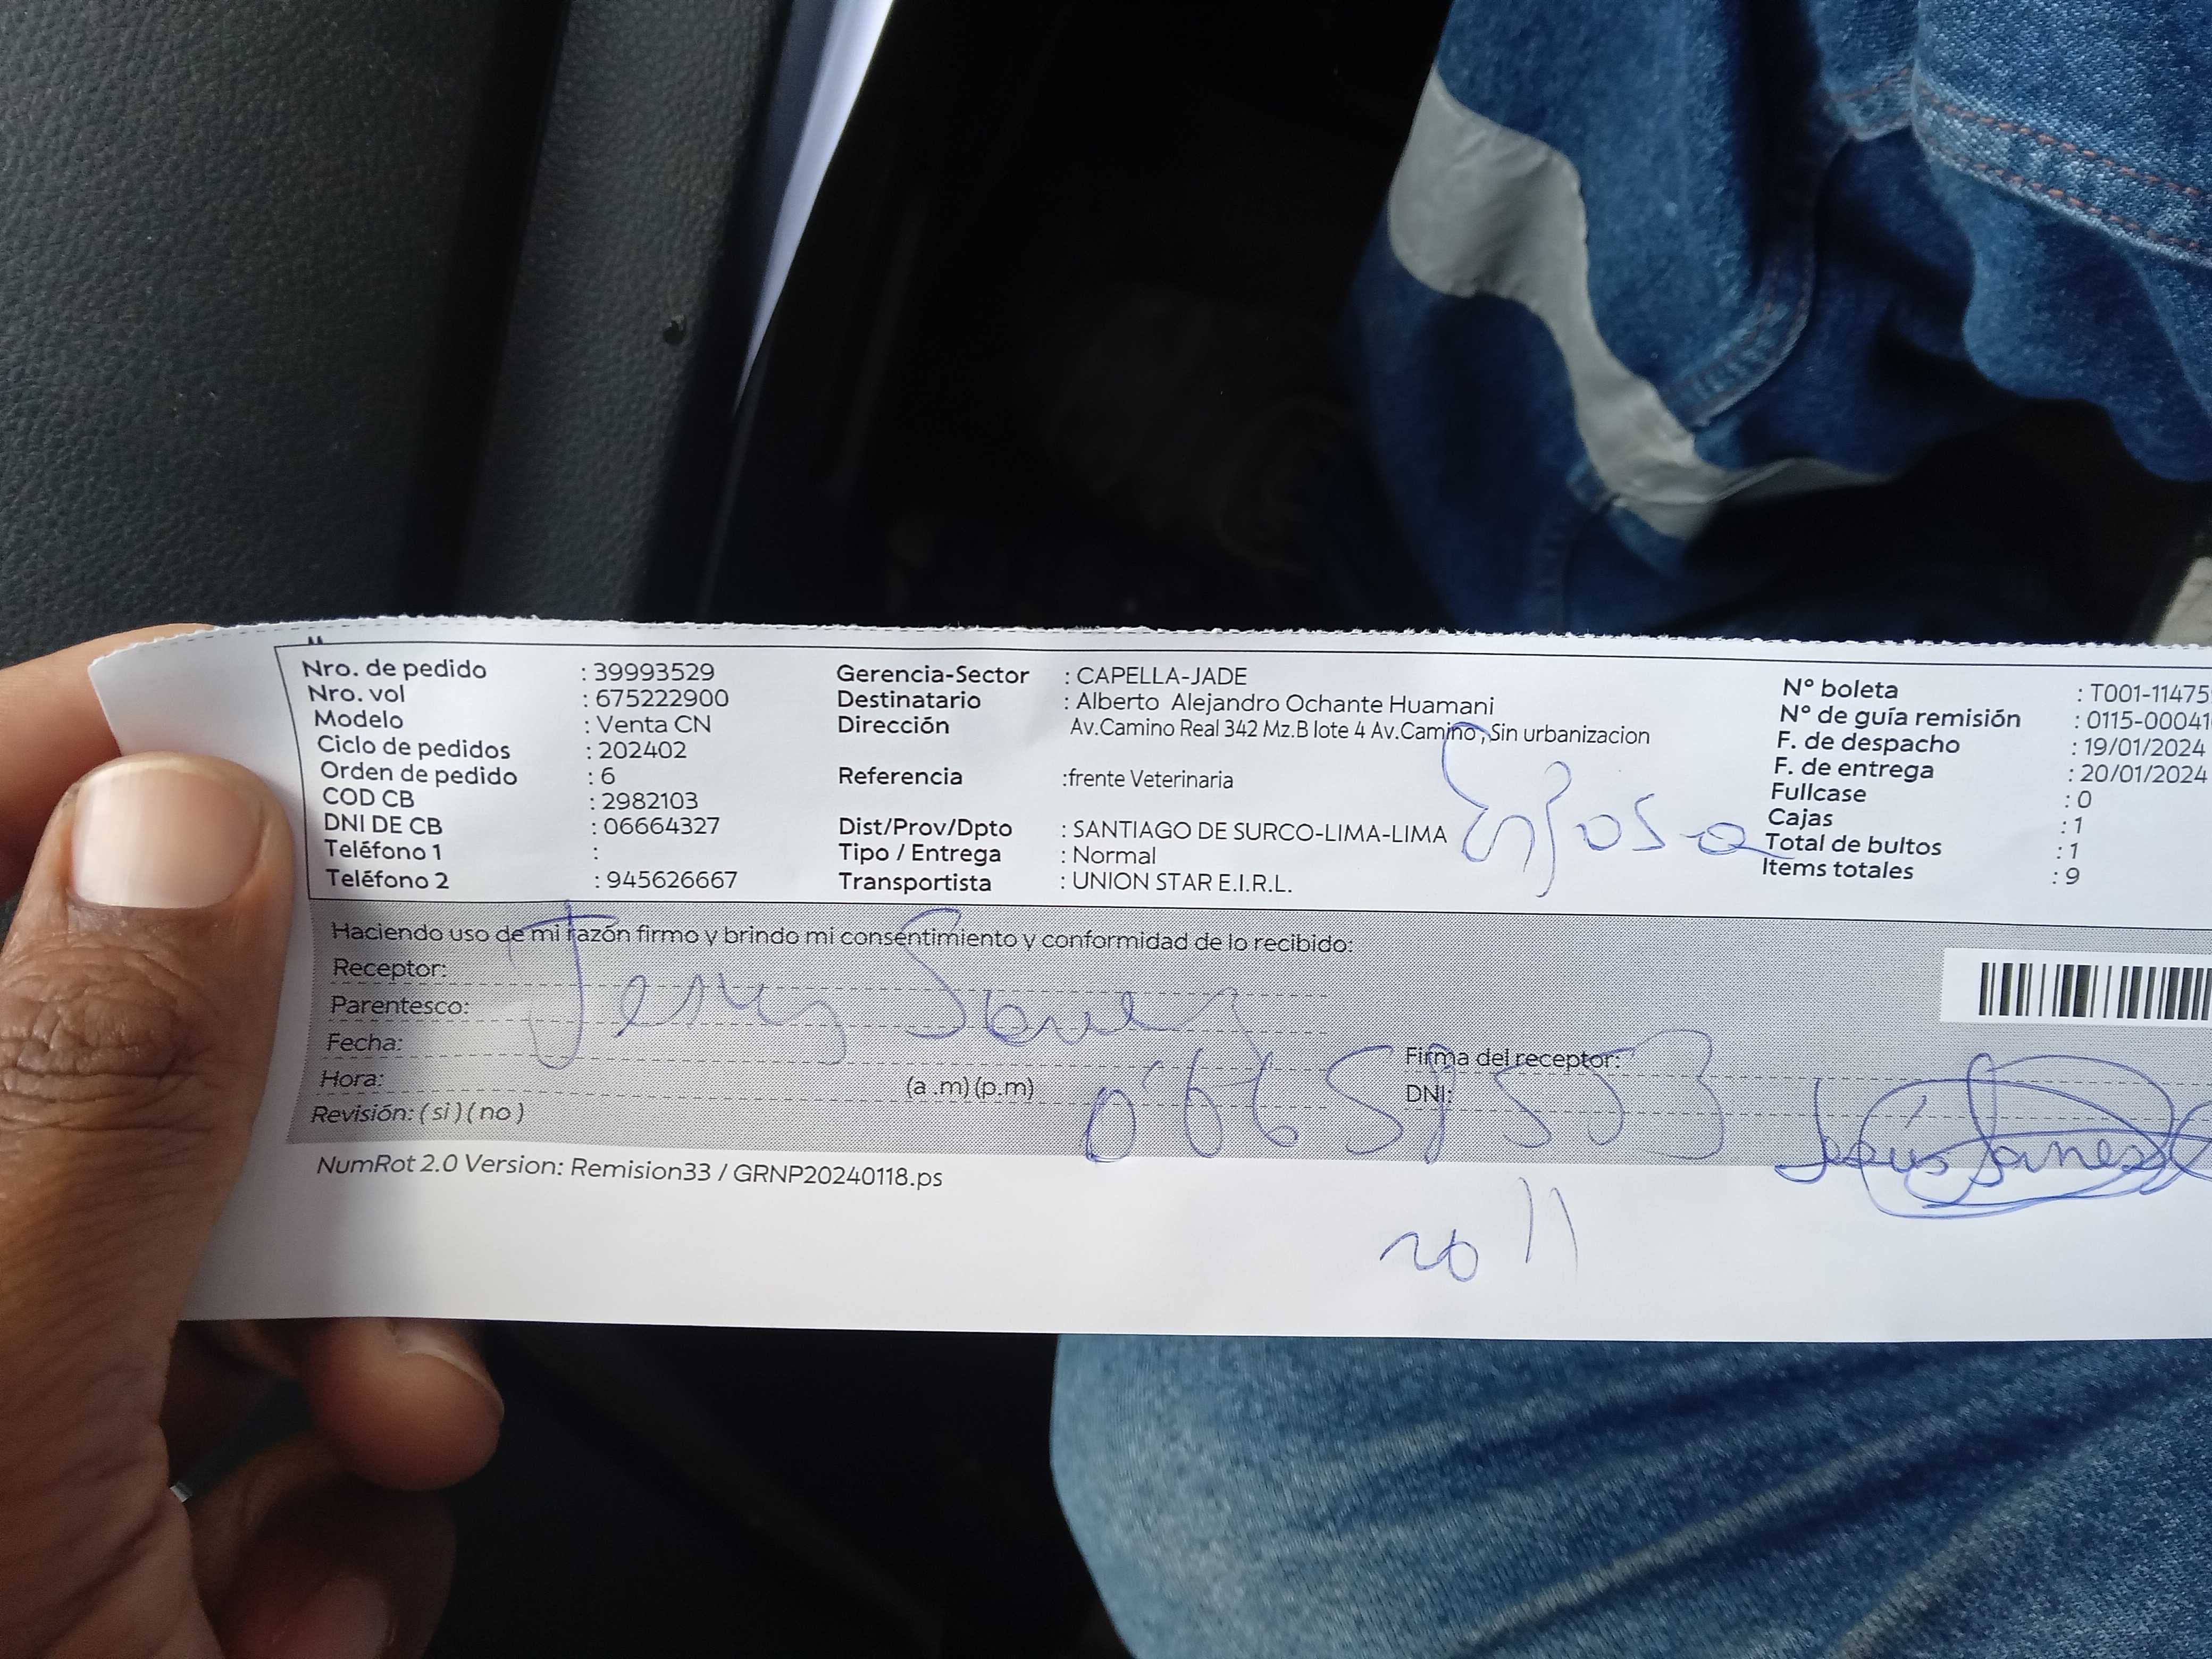 Nro. de pedido : 39993529 Gerencia-Sector : CAPELLA-JADE N° boleta : T001-11475
Nro. vol : 675222900 Destinatario : Alberto Alejandro Ochante Huamani N° de guía remisión : 0115-00041
Modelo : Venta CN Dirección Av.Camino Real 342 Mz.B lote 4 Av.Camino , Sin urbanizacion F. de despacho : 19/01/2024
Ciclo de pedidos : 202402 F. de entrega : 20/01/2024
Orden de pedido : 6 Referencia :frente Veterinaria Fullcase : 0
COD CB : 2982103 Cajas : 1
DNI DE CB : 06664327 Dist/Prov/Dpto : SANTIAGO DE SURCO-LIMA-LIMA Total de bultos : 1
Teléfono 1 : Tipo / Entrega : Normal Items totales : 9
Teléfono 2 : 945626667 Transportista : UNION STAR E.I.R.L.
Esposa
Haciendo uso de mi razón firmo y brindo mi consentimiento y conformidad de lo recibido:
Receptor:
Parentesco: Jesus
Fecha: Firma del receptor:
Hora: (a .m) (p.m) DNI:
Revisión: ( si ) ( no )
NumRot 2.0 Version: Remision33 / GRNP20240118.ps